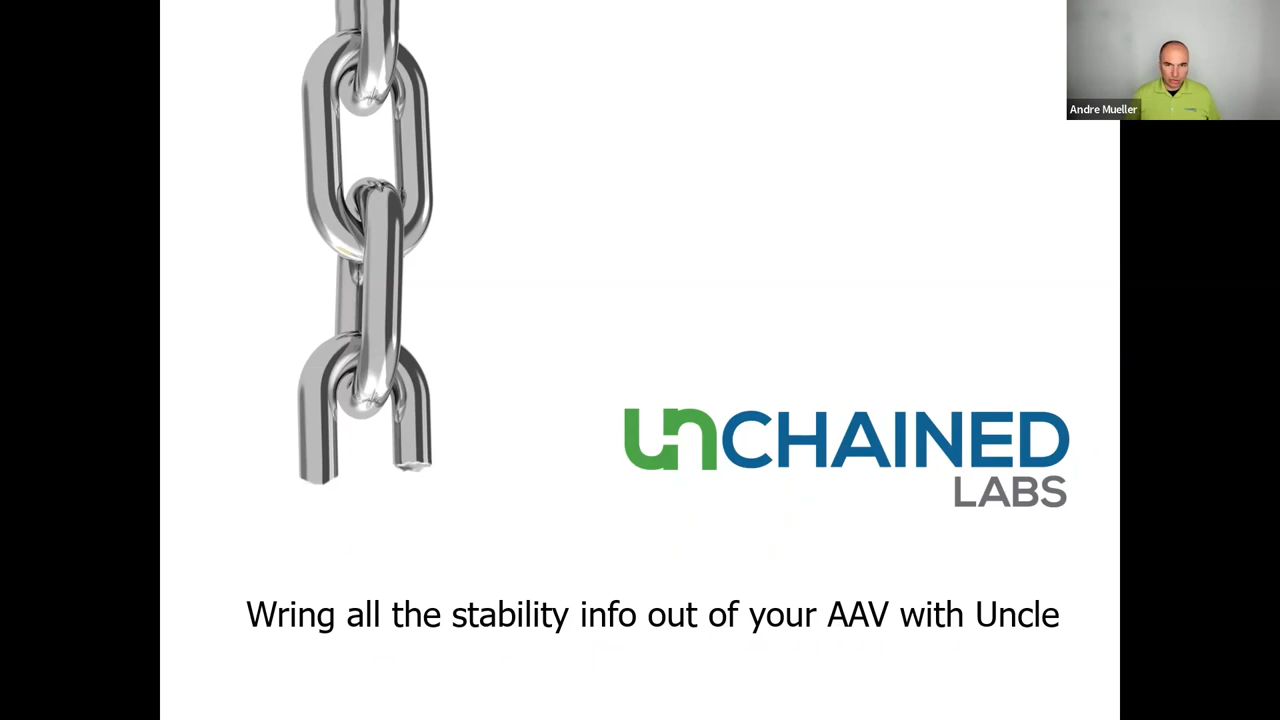 Andre Mueller
UNCHAINED
LABS
Wring all the stability info out of your AAV with Uncle